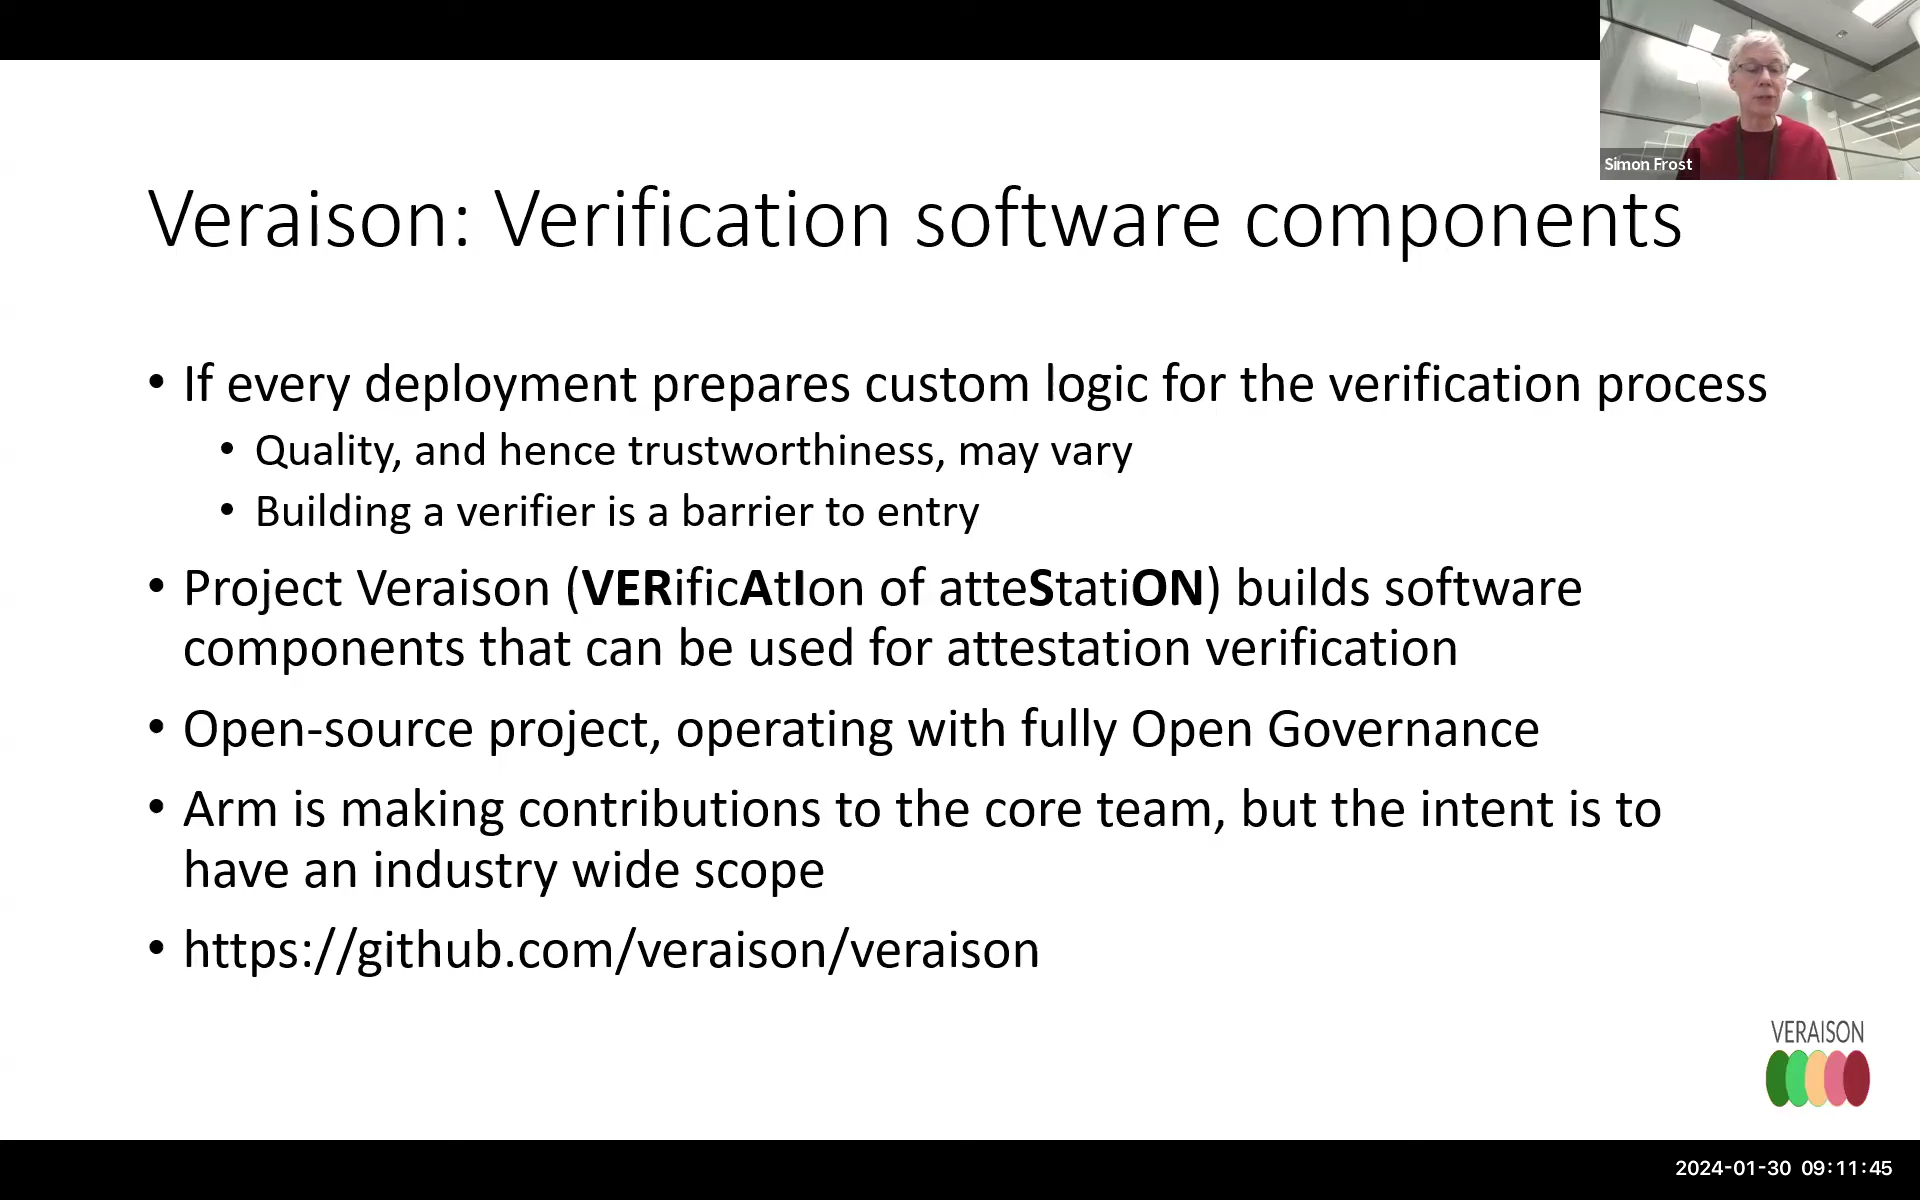 Simon Frost
Veraison: Verification software components
• If every deployment prepares custom logic for the verification process
• Quality, and hence trustworthiness, may vary
• Building a verifier is a barrier to entry
• Project Veraison (VERificAtIon of atteStatiON) builds software
components that can be used for attestation verification
• Open-source project, operating with fully Open Governance
• Arm is making contributions to the core team, but the intent is to
have an industry wide scope
• https://github.com/veraison/veraison
VERAISON
2024-01-30 09:11:45